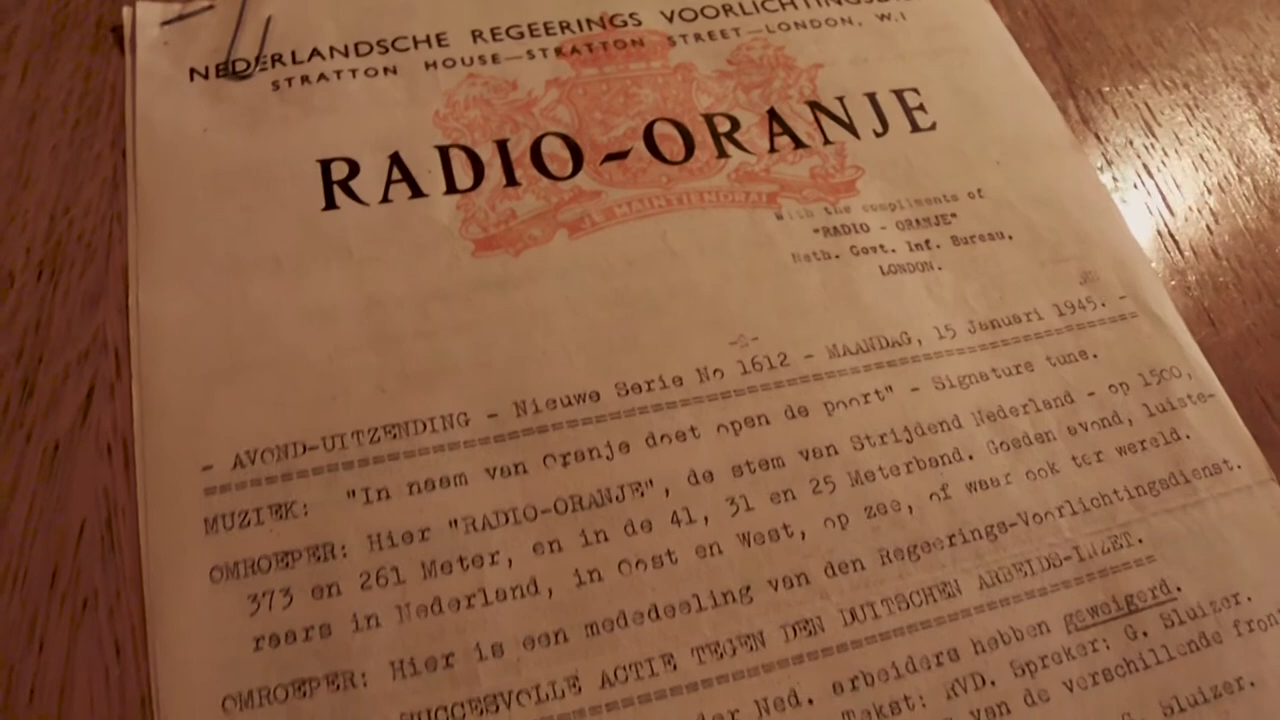 NEDERLANDSCHE REGEERINGS
STRATTON HOUSE—STRATTON STREET—LONDON, W.1
RADIO-ORANJE
JE MAINTIENDRAI
With the compliments of
"RADIO - ORANJE"
Neth. Govt. Inf. Bureau,
LONDON.
- AVOND-UITZENDING - Nieuwe Serie No 1612 - MAANDAG, 15 Januari 1945. -
MUZIEK: "In naam van Oranje doet open de poort" - Signature tune.
OMROEPER: Hier "RADIO-ORANJE", de stem van Strijdend Nederland - op 1500,
373 en 261 Meter, en in de 41, 31 en 25 Meterband. Goeden avond, luiste-
raars in Nederland, in Oost en West, op zee, of waar ook ter wereld.
OMROEPER: Hier is een mededeeling van den Regeerings-Voorlichtingsdienst.
SUCCESVOLLE ACTIE TEGEN DEN DUITSCHEN ARBEIDS-INZET.
der Ned. arbeiders hebben geweigerd.
Tekst: RVD. Spreker: G. Sluizer.
van de verschillende fron
G. Sluizer.